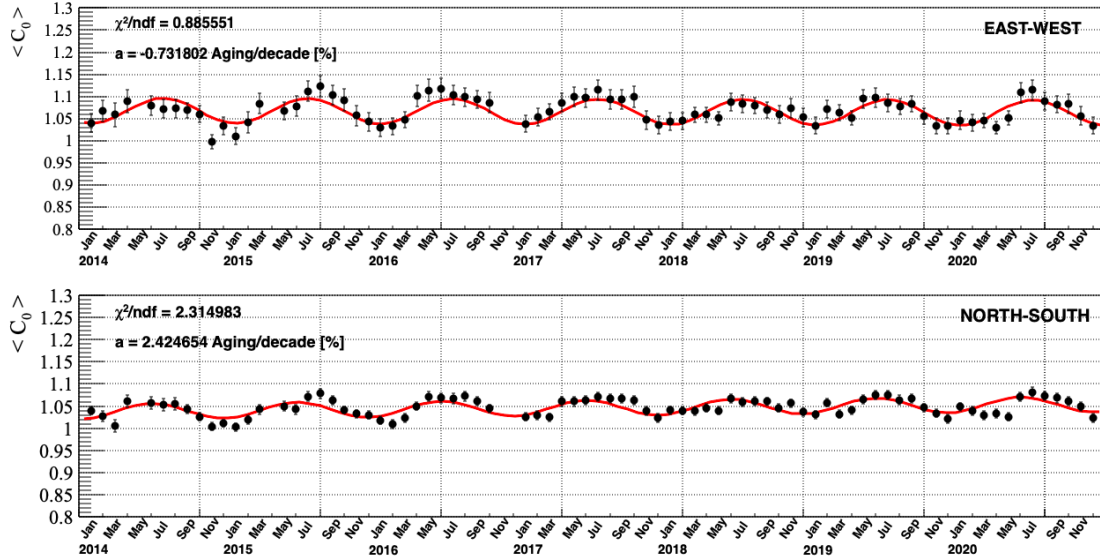 < C₀ >
1.3
1.25
1.2
1.15
1.1
1.05
1
0.95
0.9
0.85
0.8
χ²/ndf = 0.885551
a = -0.731802 Aging/decade [%]
EAST-WEST
Jan Mar May Jul Sep Nov Jan Mar May Jul Sep Nov Jan Mar May Jul Sep Nov Jan Mar May Jul Sep Nov Jan Mar May Jul Sep Nov Jan Mar May Jul Sep Nov Jan Mar May Jul Sep Nov
2014 2015 2016 2017 2018 2019 2020
< C₀ >
1.3
1.25
1.2
1.15
1.1
1.05
1
0.95
0.9
0.85
0.8
χ²/ndf = 2.314983
a = 2.424654 Aging/decade [%]
NORTH-SOUTH
Jan Mar May Jul Sep Nov Jan Mar May Jul Sep Nov Jan Mar May Jul Sep Nov Jan Mar May Jul Sep Nov Jan Mar May Jul Sep Nov Jan Mar May Jul Sep Nov Jan Mar May Jul Sep Nov
2014 2015 2016 2017 2018 2019 2020